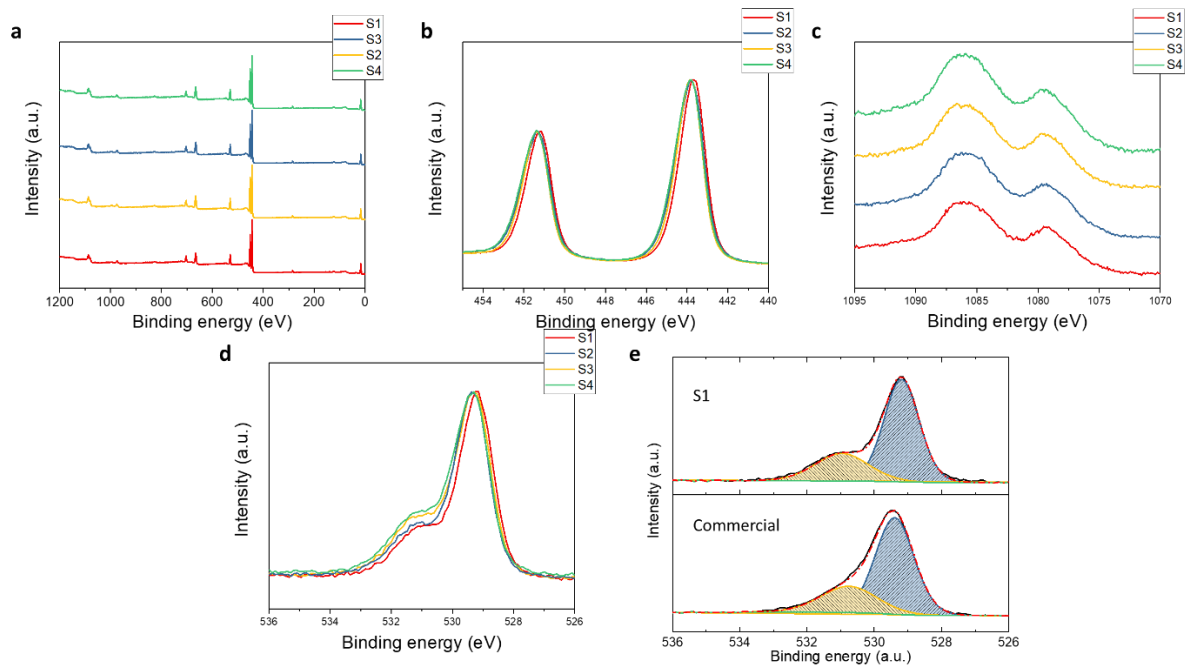 a
S1
S3
S2
S4
Intensity (a.u.)
1200 1000 800 600 400 200 0
Binding energy (eV)
b
S1
S2
S3
S4
Intensity (a.u.)
454 452 450 448 446 444 442 440
Binding energy (eV)
c
S1
S2
S3
S4
Intensity (a.u.)
1095 1090 1085 1080 1075 1070
Binding energy (eV)
d
S1
S2
S3
S4
Intensity (a.u.)
536 534 532 530 528 526
Binding energy (eV)
e
S1
Commercial
Intensity (a.u.)
536 534 532 530 528 526
Binding energy (a.u.)